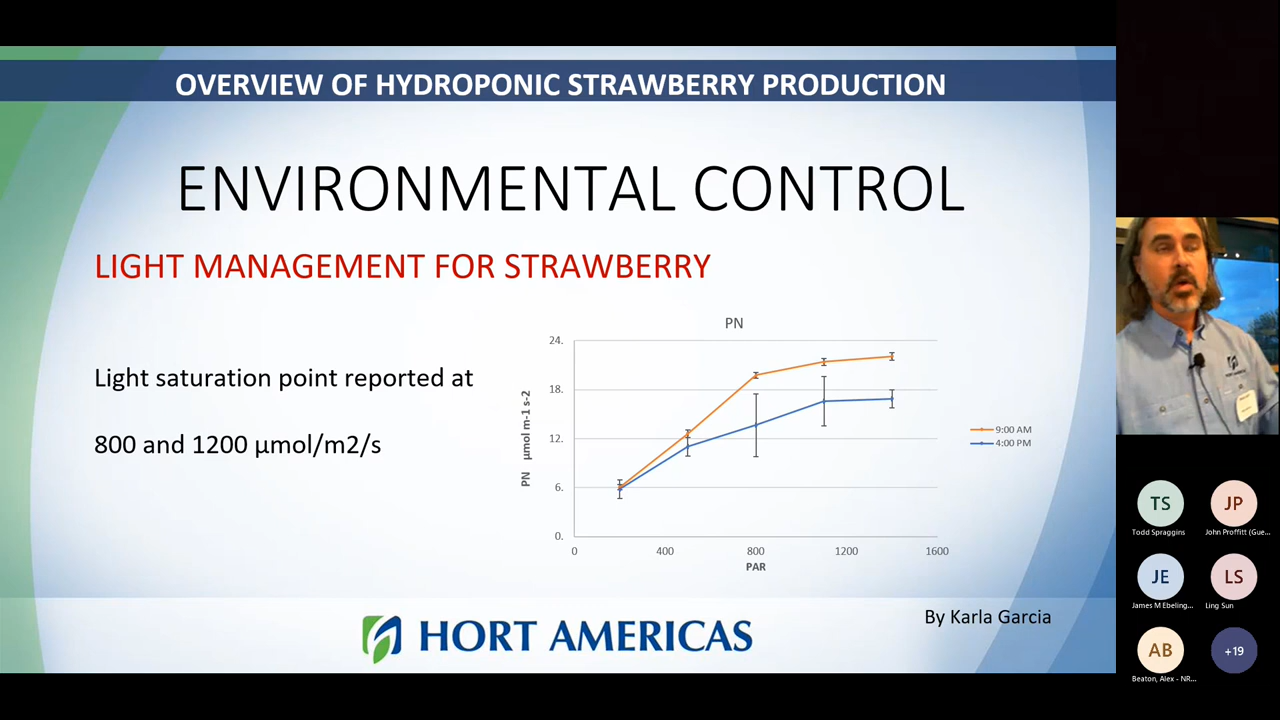 OVERVIEW OF HYDROPONIC STRAWBERRY PRODUCTION
ENVIRONMENTAL CONTROL
LIGHT MANAGEMENT FOR STRAWBERRY
Light saturation point reported at
800 and 1200 µmol/m2/s
PN
24.
18.
12.
6.
0.
PN µmol m-1 s-2
0 400 800 1200 1600
PAR
9:00 AM
4:00 PM
By Karla Garcia
HORT AMERICAS
HORT AMERICAS
TS JP
Todd Spraggins John Proffitt (Gue...
JE LS
James M Ebeling... Ling Sun
AB +19
Beaton, Alex - NR...